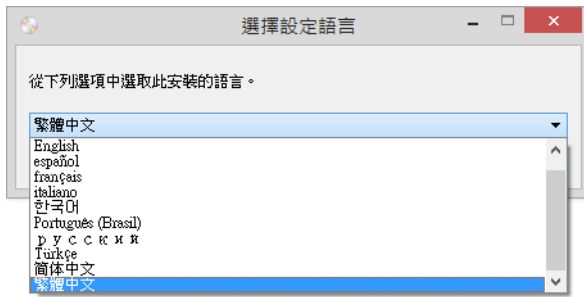 選擇設定語言
從下列選項中選取此安裝的語言。
繁體中文
English
español
français
italiano
한국어
Português (Brasil)
русский
Türkçe
简体中文
繁體中文